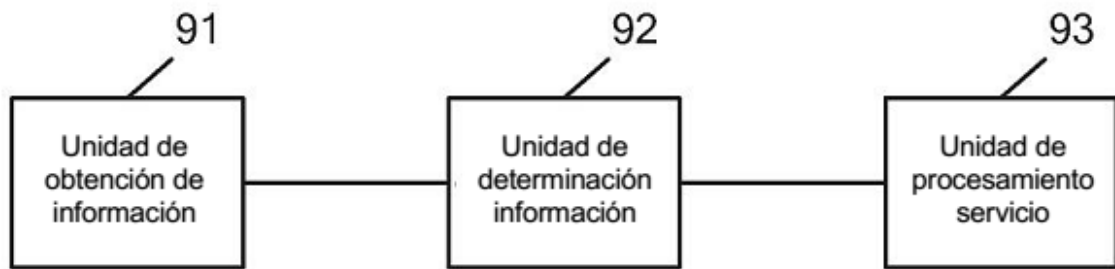 91
92
93
Unidad de
obtención de
información
Unidad de
determinación
información
Unidad de
procesamiento
servicio